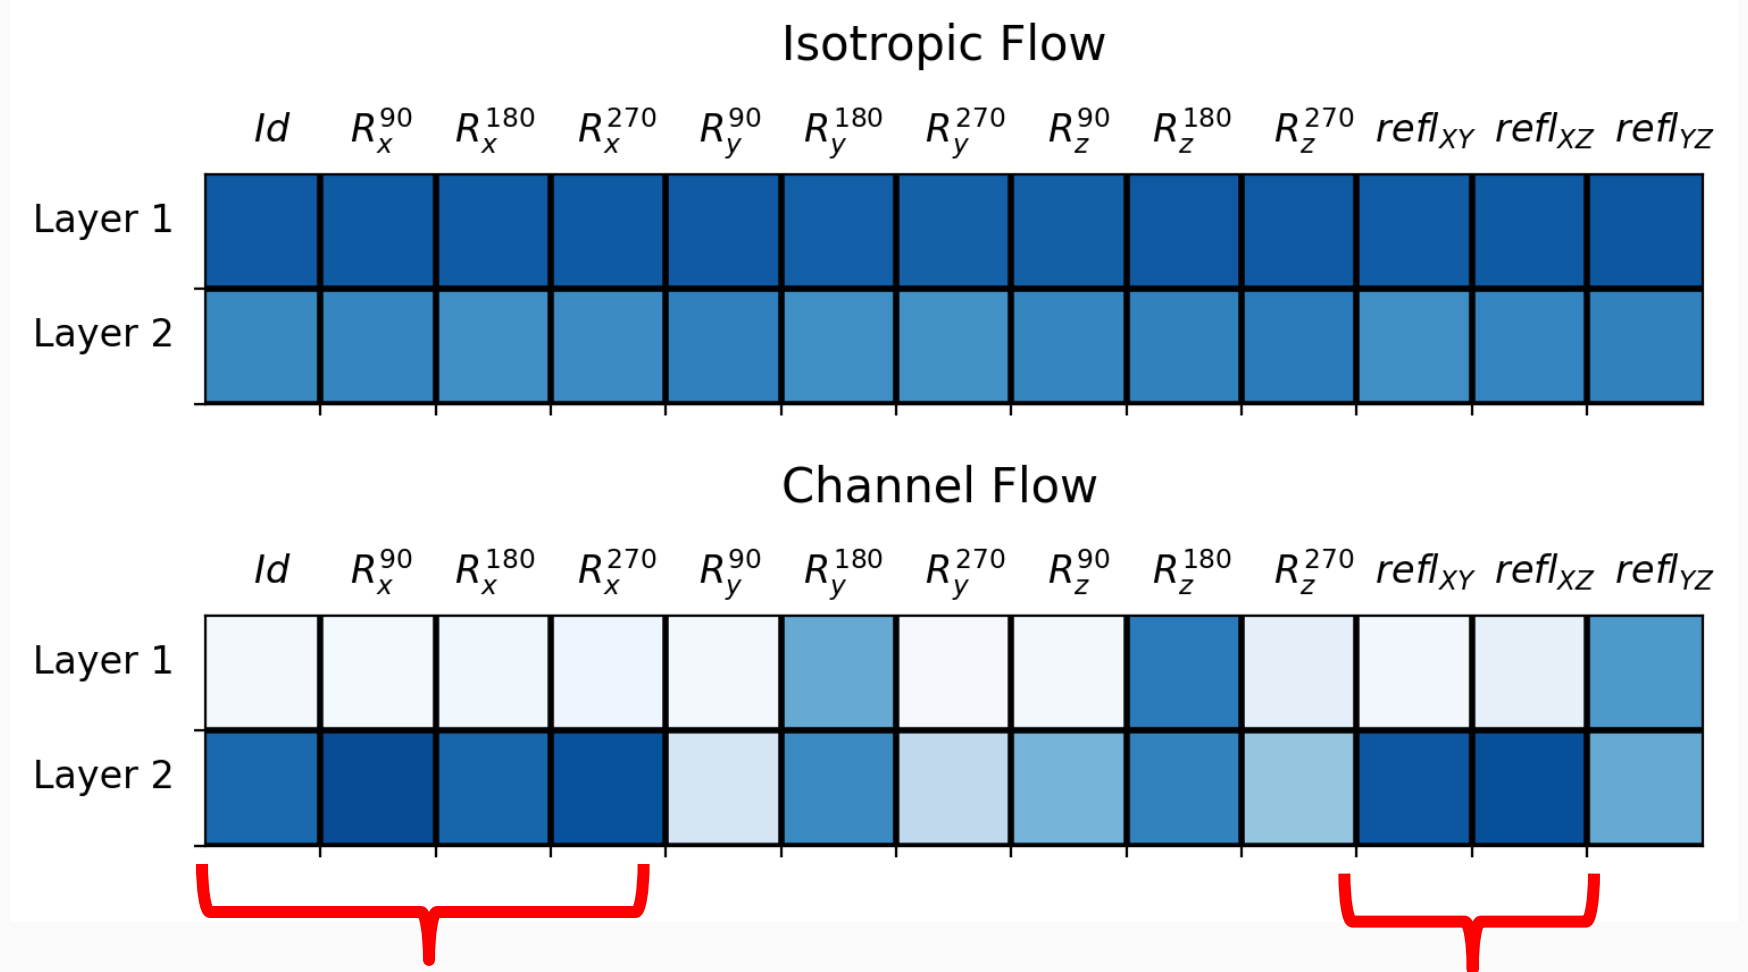 Isotropic Flow
Id R_x^90 R_x^180 R_x^270 R_y^90 R_y^180 R_y^270 R_z^90 R_z^180 R_z^270 refl_XY refl_XZ refl_YZ
Layer 1
Layer 2
Channel Flow
Id R_x^90 R_x^180 R_x^270 R_y^90 R_y^180 R_y^270 R_z^90 R_z^180 R_z^270 refl_XY refl_XZ refl_YZ
Layer 1
Layer 2